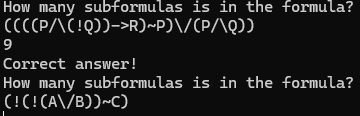 How many subformulas is in the formula?
((((P/\(!Q))->R)~P)\/(P/\Q))
9
Correct answer!
How many subformulas is in the formula?
(!(!(A\/B))~C)